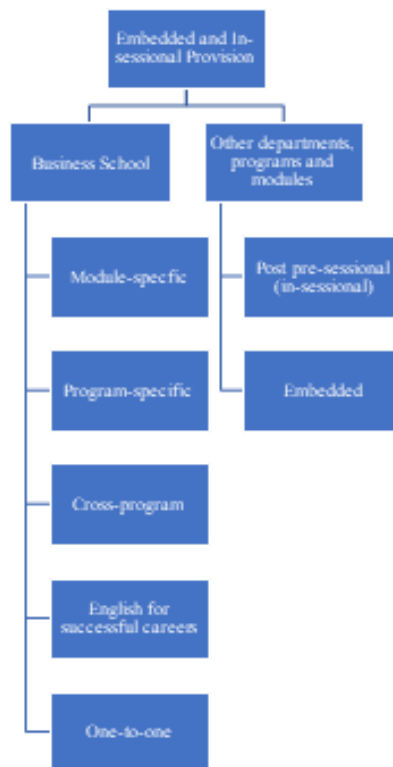 Embedded and In-
sessional Provision
Business School
Other departments,
programs and
modules
Module-specfic
Post pre-sessional
(in-sessional)
Program-specific
Embedded
Cross-program
English for
successful careers
One-to-one